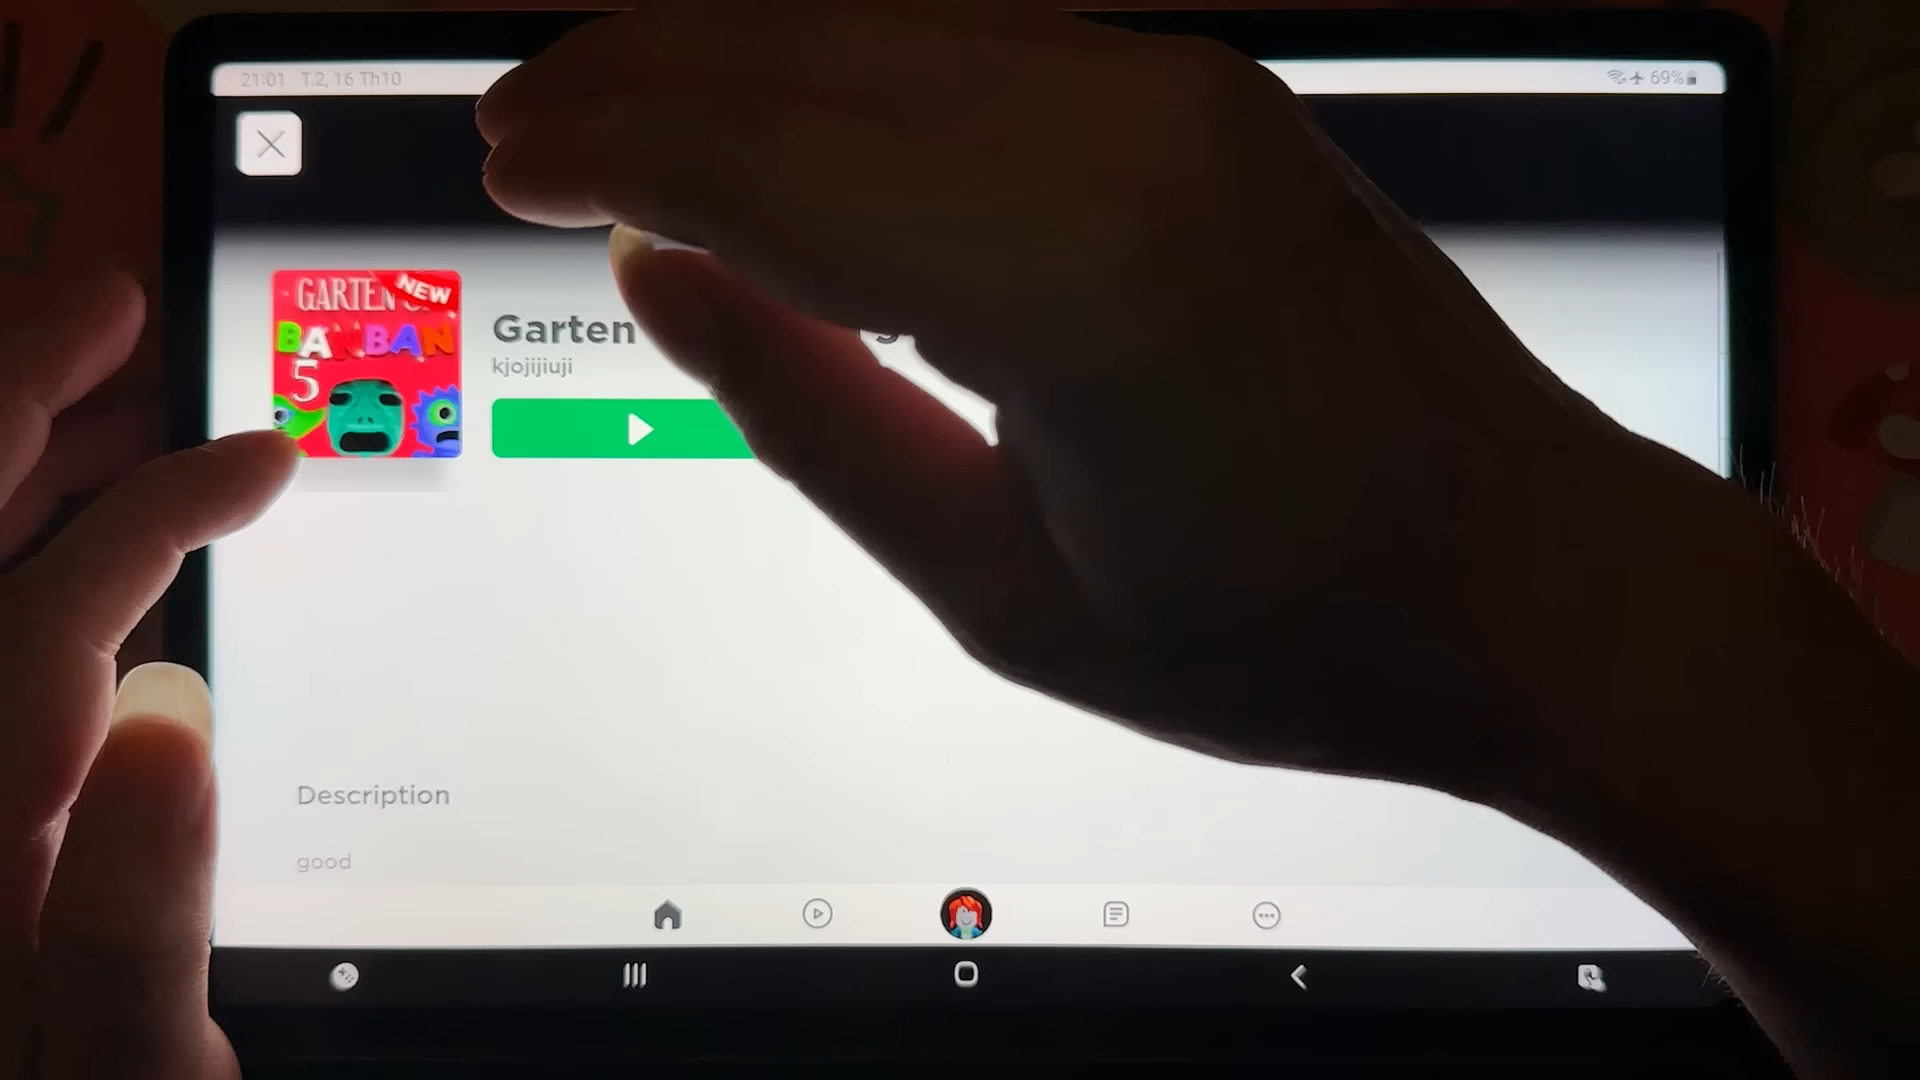 21:01 T.2, 16 Th10
69%
GARTEN
NEW
BANBAN
5
Garten
kjojijiuji
Description
good